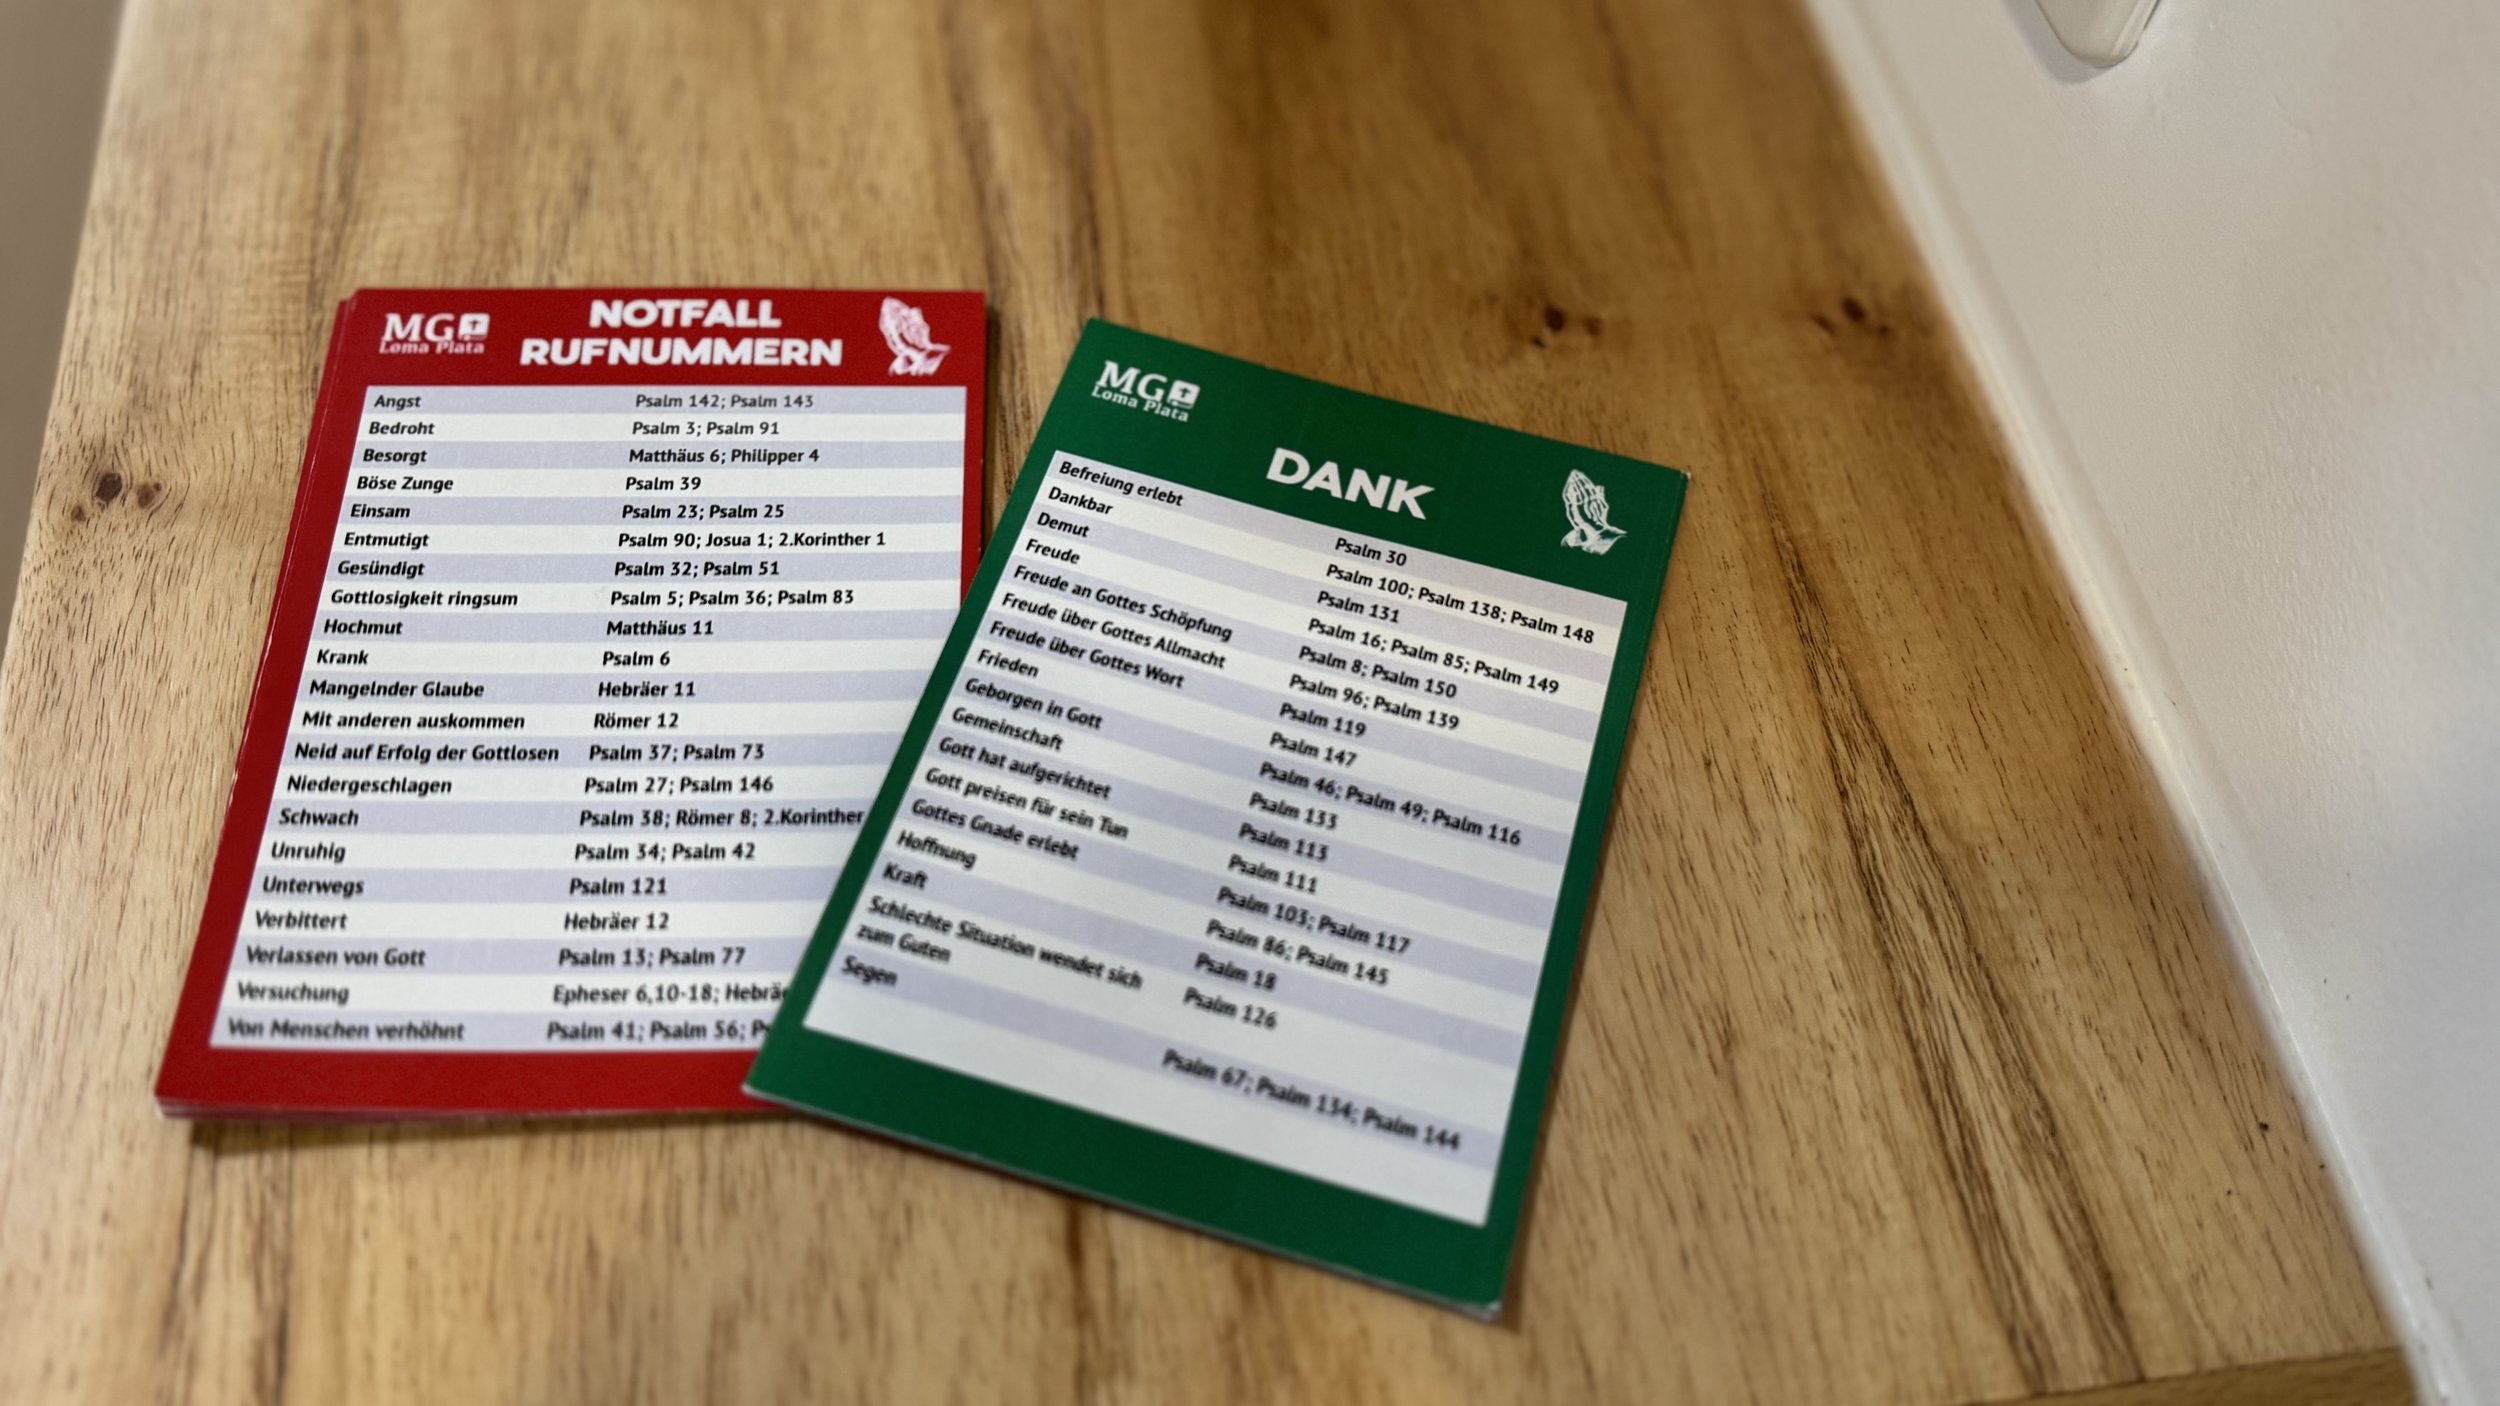 MG
Loma Plata
NOTFALL
RUFNUMMERN
Angst Psalm 142; Psalm 143
Bedroht Psalm 3; Psalm 91
Besorgt Matthäus 6; Philipper 4
Böse Zunge Psalm 39
Einsam Psalm 23; Psalm 25
Entmutigt Psalm 90; Josua 1; 2.Korinther 1
Gesündigt Psalm 32; Psalm 51
Gottlosigkeit ringsum Psalm 5; Psalm 36; Psalm 83
Hochmut Matthäus 11
Krank Psalm 6
Mangelnder Glaube Hebräer 11
Mit anderen auskommen Römer 12
Neid auf Erfolg der Gottlosen Psalm 37; Psalm 73
Niedergeschlagen Psalm 27; Psalm 146
Schwach Psalm 38; Römer 8; 2.Korinther
Unruhig Psalm 34; Psalm 42
Unterwegs Psalm 121
Verbittert Hebräer 12
Verlassen von Gott Psalm 13; Psalm 77
Versuchung Epheser 6,10-18; Hebrä
Von Menschen verhöhnt Psalm 41; Psalm 56; Ps
MG
Loma Plata
DANK
Befreiung erlebt Psalm 30
Dankbar Psalm 100; Psalm 138; Psalm 148
Demut Psalm 131
Freude Psalm 16; Psalm 85; Psalm 149
Freude an Gottes Schöpfung Psalm 8; Psalm 150
Freude über Gottes Allmacht Psalm 96; Psalm 139
Freude über Gottes Wort Psalm 119
Frieden Psalm 147
Geborgen in Gott Psalm 46; Psalm 49; Psalm 116
Gemeinschaft Psalm 133
Gott hat aufgerichtet Psalm 113
Gott preisen für sein Tun Psalm 111
Gottes Gnade erlebt Psalm 103; Psalm 117
Hoffnung Psalm 86; Psalm 145
Kraft Psalm 18
Schlechte Situation wendet sich Psalm 126
zum Guten
Segen Psalm 67; Psalm 134; Psalm 144